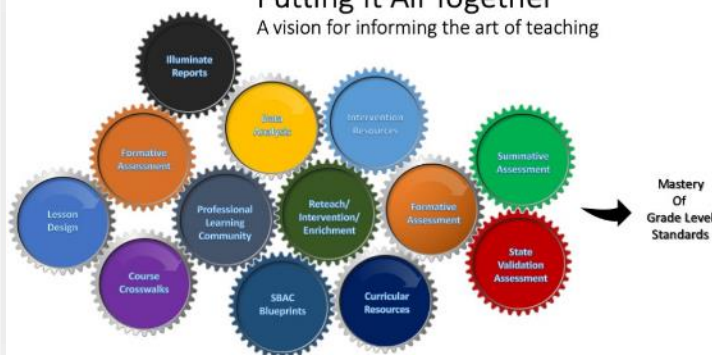 Putting It All Together
A vision for informing the art of teaching
Illuminate
Reports
Data
Analysis
Intervention
Resources
Formative
Assessment
Summative
Assessment
Lesson
Design
Professional
Learning
Community
Reteach/
Intervention/
Enrichment
Formative
Assessment
Mastery
Of
Grade Level
Standards
Course
Crosswalks
SBAC
Blueprints
Curricular
Resources
State
Validation
Assessment